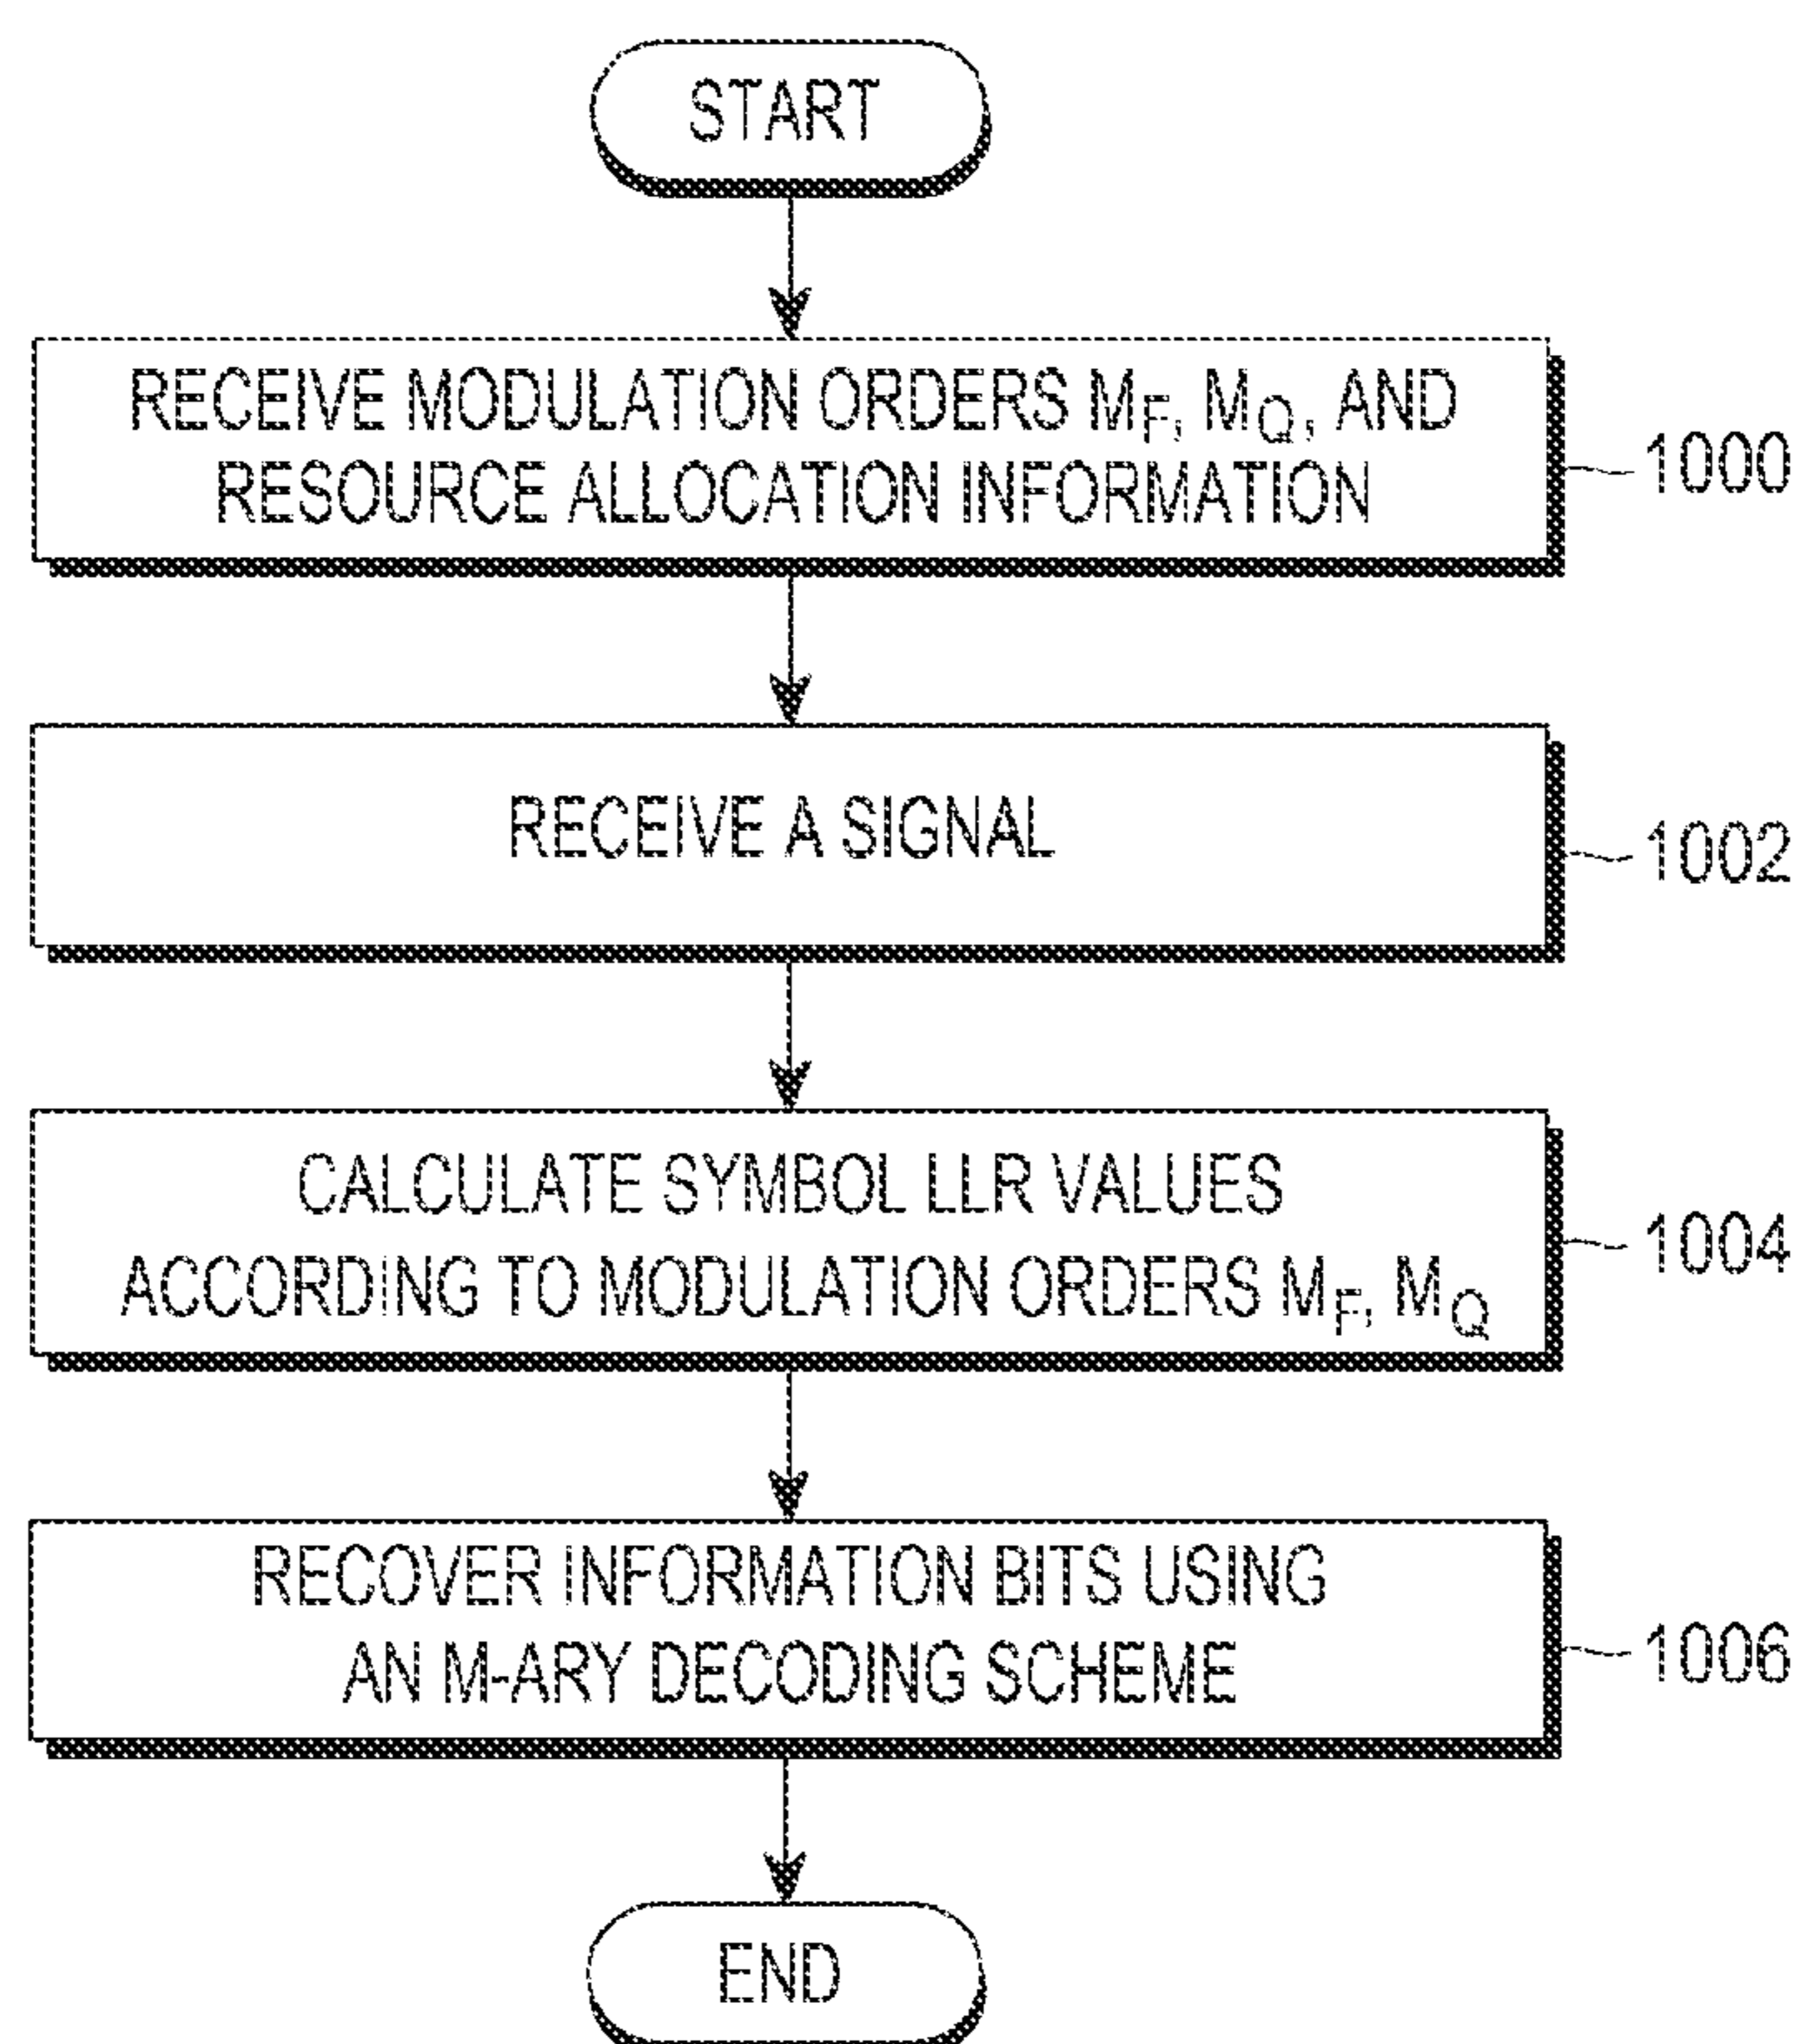 START
RECEIVE MODULATION ORDERS MF, MQ, AND
RESOURCE ALLOCATION INFORMATION
1000
RECEIVE A SIGNAL
1002
CALCULATE SYMBOL LLR VALUES
ACCORDING TO MODULATION ORDERS MF, MQ
1004
RECOVER INFORMATION BITS USING
AN M-ARY DECODING SCHEME
1006
END